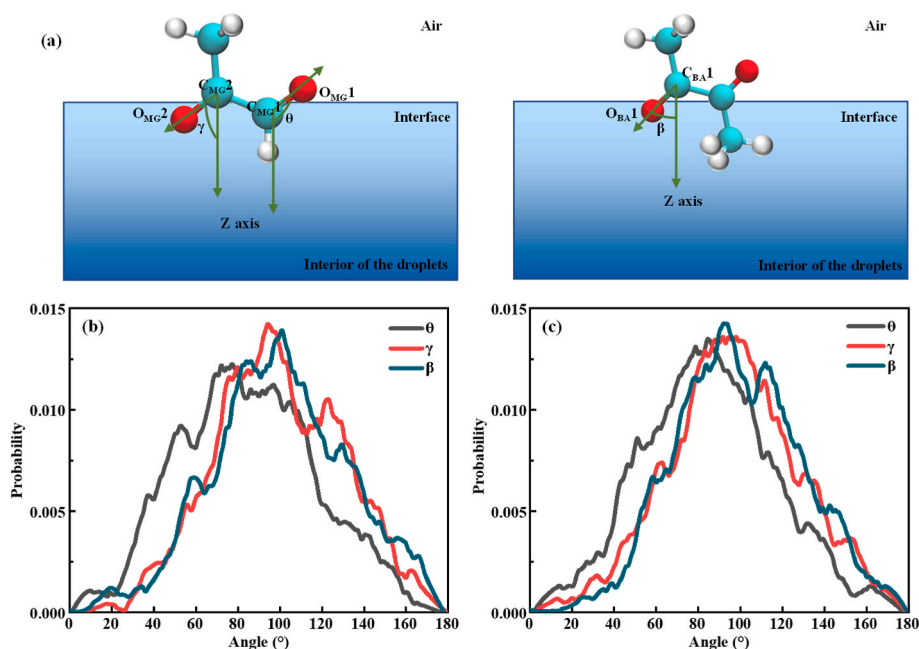 (a)
Air
C_MG2
C_MG1
O_MG1
O_MG2
γ
θ
Interface
Z axis
Interior of the droplets
Air
C_BA1
O_BA1
β
Interface
Z axis
Interior of the droplets
(b)
θ
γ
β
Probability
0.015
0.010
0.005
0.000
0 20 40 60 80 100 120 140 160 180
Angle (°)
(c)
θ
γ
β
Probability
0.015
0.010
0.005
0.000
0 20 40 60 80 100 120 140 160 180
Angle (°)